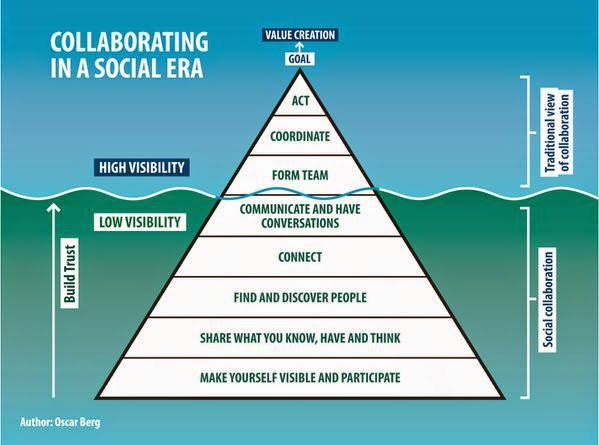 COLLABORATING
IN A SOCIAL ERA
VALUE CREATION
GOAL
ACT
COORDINATE
FORM TEAM
HIGH VISIBILITY
Traditional view
of collaboration
LOW VISIBILITY
COMMUNICATE AND HAVE
CONVERSATIONS
CONNECT
FIND AND DISCOVER PEOPLE
SHARE WHAT YOU KNOW, HAVE AND THINK
MAKE YOURSELF VISIBLE AND PARTICIPATE
Build Trust
Social collaboration
Author: Oscar Berg